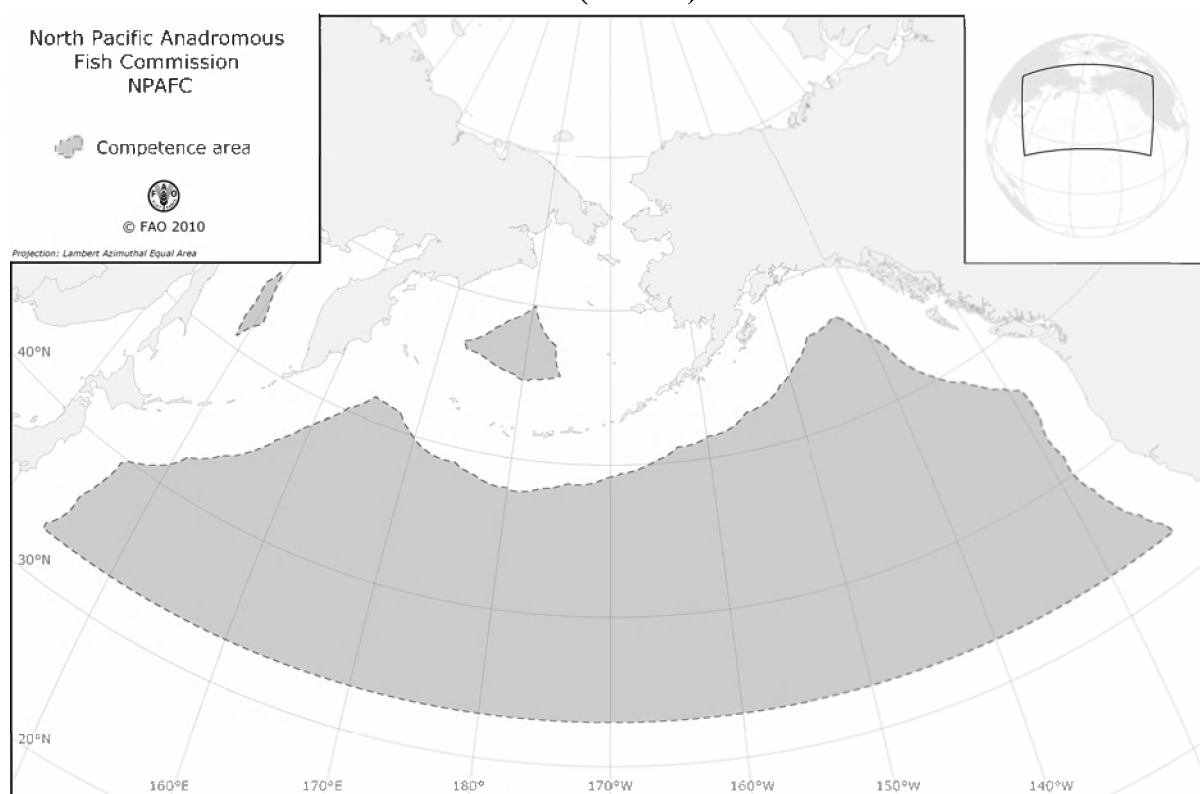 North Pacific Anadromous
Fish Commission
NPAFC
Competence area
FAO
© FAO 2010
Projection: Lambert Azimuthal Equal Area
40°N
30°N
20°N
160°E
170°E
180°
170°W
160°W
150°W
140°W